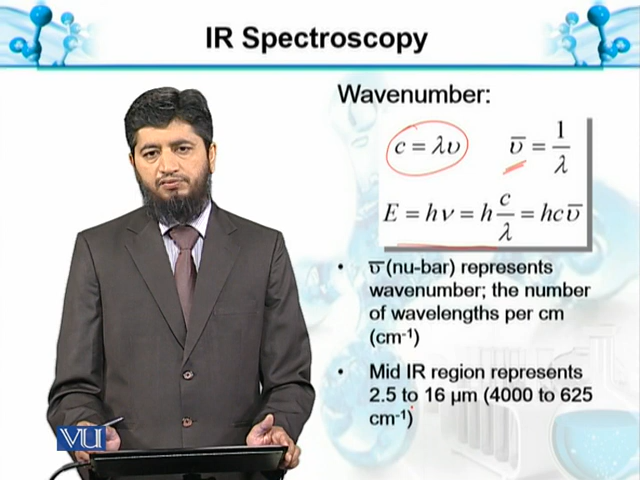 IR Spectroscopy
Wavenumber:
c = λυ
ῡ = 1/λ
E = hν = h c/λ = hcῡ
• ῡ (nu-bar) represents
wavenumber; the number
of wavelengths per cm
(cm⁻¹)
• Mid IR region represents
2.5 to 16 µm (4000 to 625
cm⁻¹)
VU